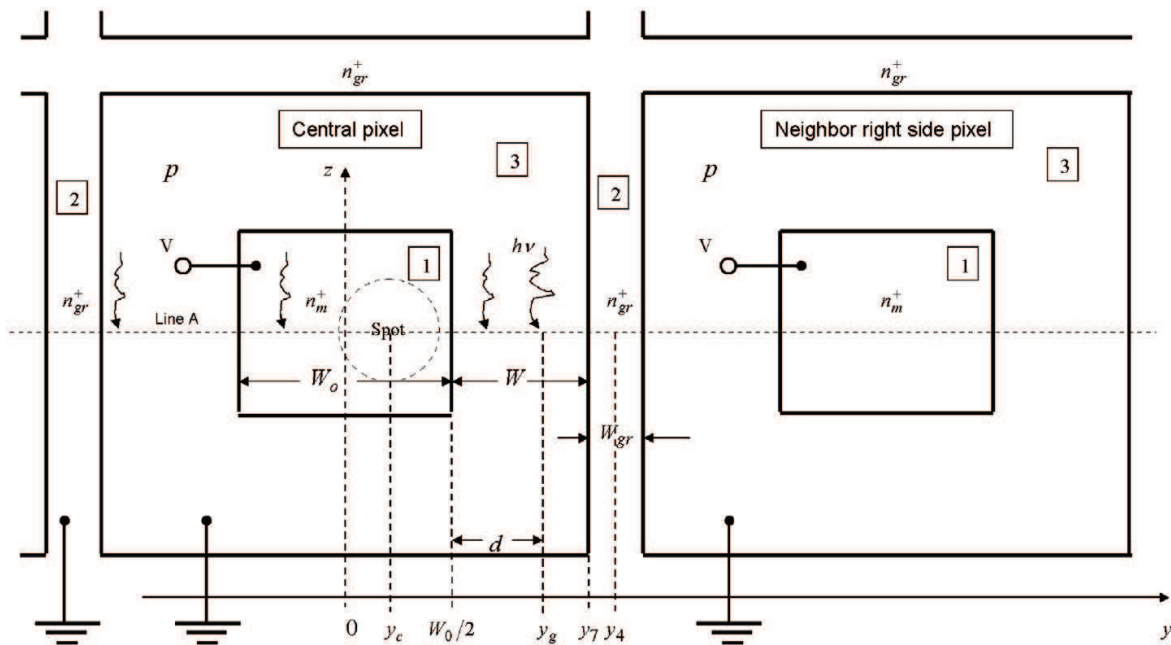 n⁺gr n⁺gr
Central pixel Neighbor right side pixel
3 3
p 2 z 2 p
V 1 hν V 1
n⁺gr n⁺m n⁺gr n⁺m
Line A Spot
Wo W
Wgr
d
0 yc W0/2 yg y7 y4 y